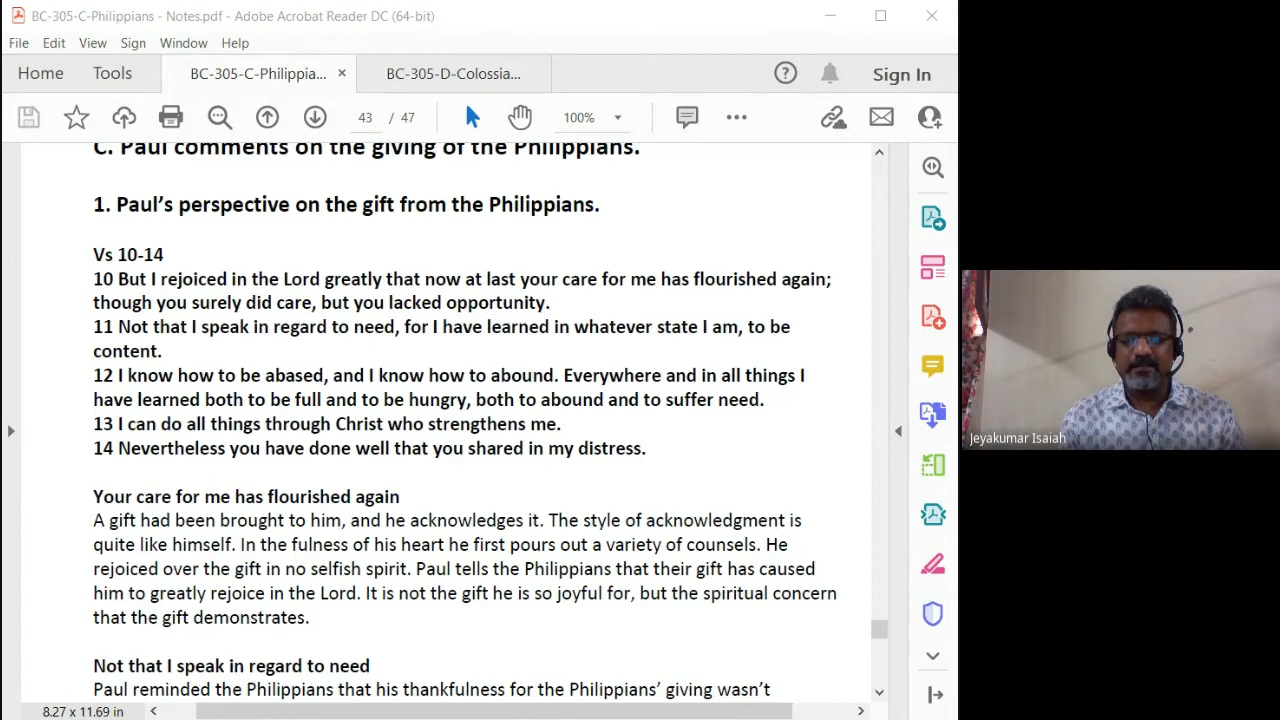 BC-305-C-Philippians - Notes.pdf - Adobe Acrobat Reader DC (64-bit)
File Edit View Sign Window Help
Home Tools BC-305-C-Philippia... × BC-305-D-Colossia... Sign In
43 / 47 100%
C. Paul comments on the giving of the Philippians.
1. Paul's perspective on the gift from the Philippians.
Vs 10-14
10 But I rejoiced in the Lord greatly that now at last your care for me has flourished again;
though you surely did care, but you lacked opportunity.
11 Not that I speak in regard to need, for I have learned in whatever state I am, to be
content.
12 I know how to be abased, and I know how to abound. Everywhere and in all things I
have learned both to be full and to be hungry, both to abound and to suffer need.
13 I can do all things through Christ who strengthens me.
14 Nevertheless you have done well that you shared in my distress.
Your care for me has flourished again
A gift had been brought to him, and he acknowledges it. The style of acknowledgment is
quite like himself. In the fulness of his heart he first pours out a variety of counsels. He
rejoiced over the gift in no selfish spirit. Paul tells the Philippians that their gift has caused
him to greatly rejoice in the Lord. It is not the gift he is so joyful for, but the spiritual concern
that the gift demonstrates.
Not that I speak in regard to need
Paul reminded the Philippians that his thankfulness for the Philippians' giving wasn't
8.27 x 11.69 in
Jeyakumar Isaiah